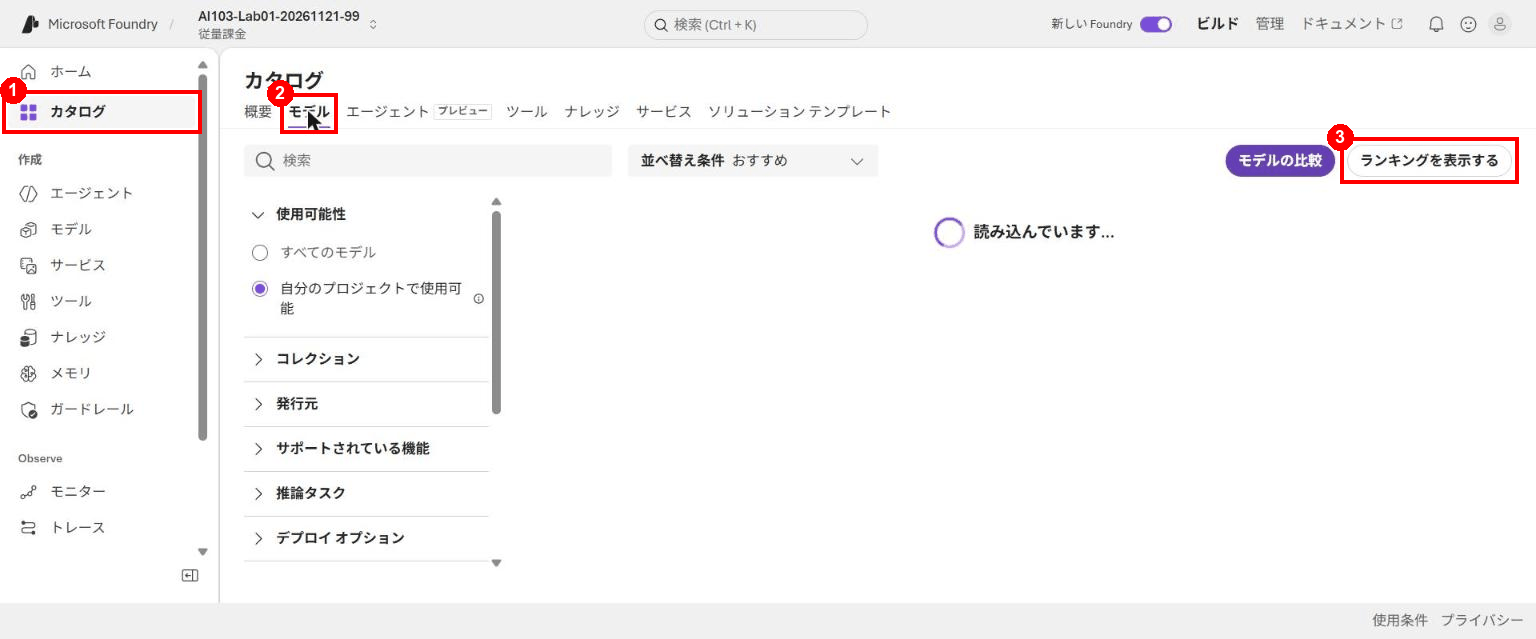 Microsoft Foundry / AI103-Lab01-20261121-99
従量課金
検索 (Ctrl + K)
新しい Foundry ビルド 管理 ドキュメント
ホーム
1
カタログ
作成
エージェント
モデル
サービス
ツール
ナレッジ
メモリ
ガードレール
Observe
モニター
トレース
カタログ
2
概要 モデル エージェント プレビュー ツール ナレッジ サービス ソリューション テンプレート
検索
並べ替え条件 おすすめ
モデルの比較
3
ランキングを表示する
使用可能性
すべてのモデル
自分のプロジェクトで使用可
能
コレクション
発行元
サポートされている機能
推論タスク
デプロイ オプション
読み込んでいます...
使用条件 プライバシー